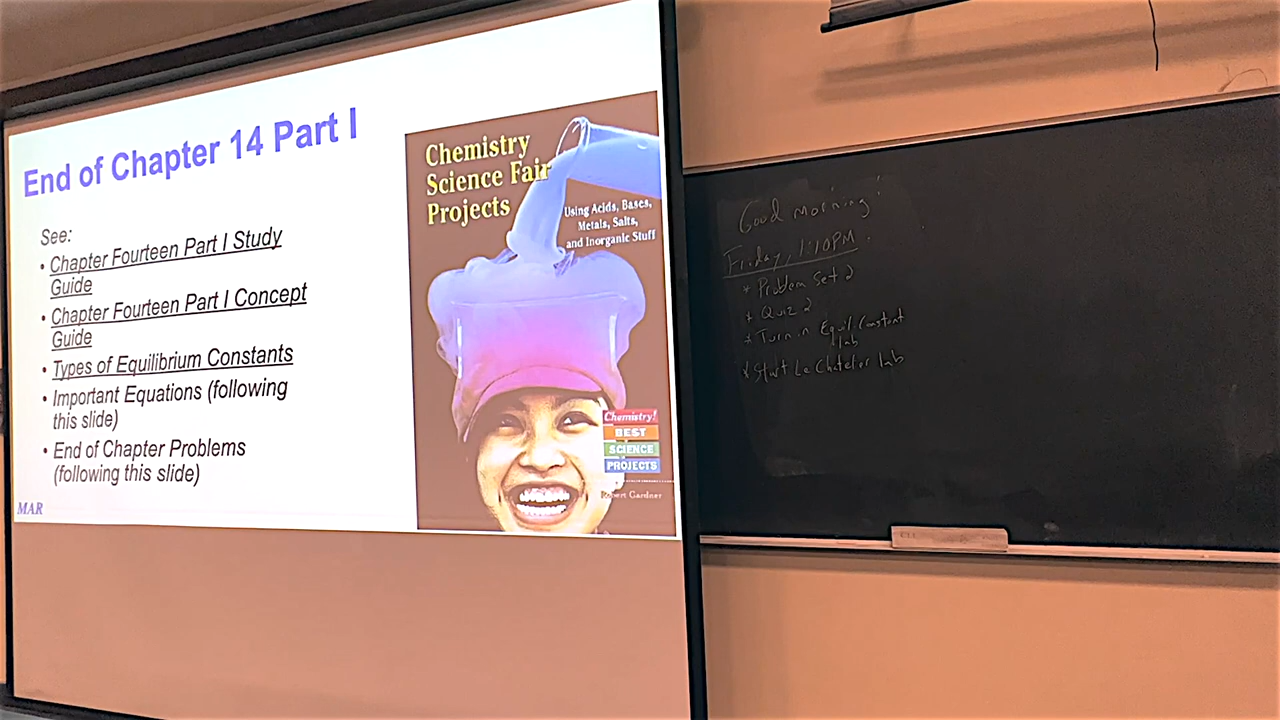 End of Chapter 14 Part I
See:
• Chapter Fourteen Part I Study
Guide
• Chapter Fourteen Part I Concept
Guide
• Types of Equilibrium Constants
• Important Equations (following
this slide)
• End of Chapter Problems
(following this slide)
MAR
Chemistry
Science Fair
Projects
Using Acids, Bases,
Metals, Salts,
and Inorganic Stuff
Chemistry!
BEST
SCIENCE
PROJECTS
Robert Gardner
Good morning!
Friday, 1:10PM
* Problem Set 2
* Quiz 2
* Turn in Equil. Constant
lab
* Start Le Chatelier lab